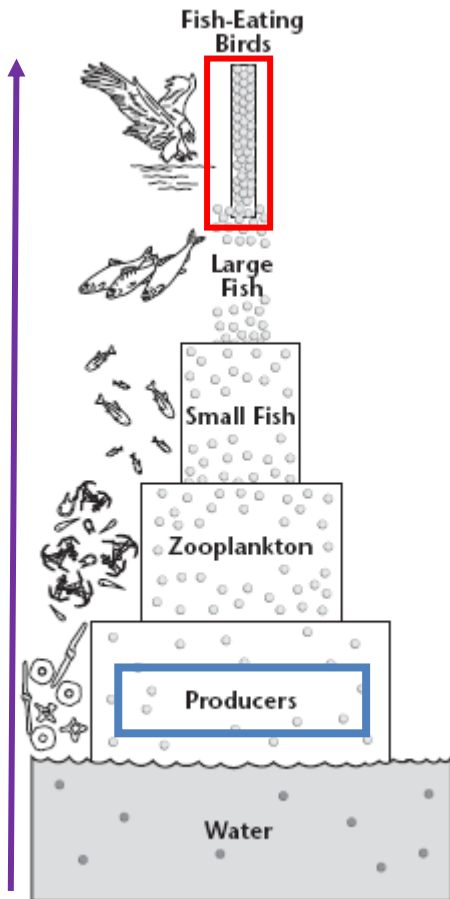 Fish-Eating
Birds
Large
Fish
Small Fish
Zooplankton
Producers
Water